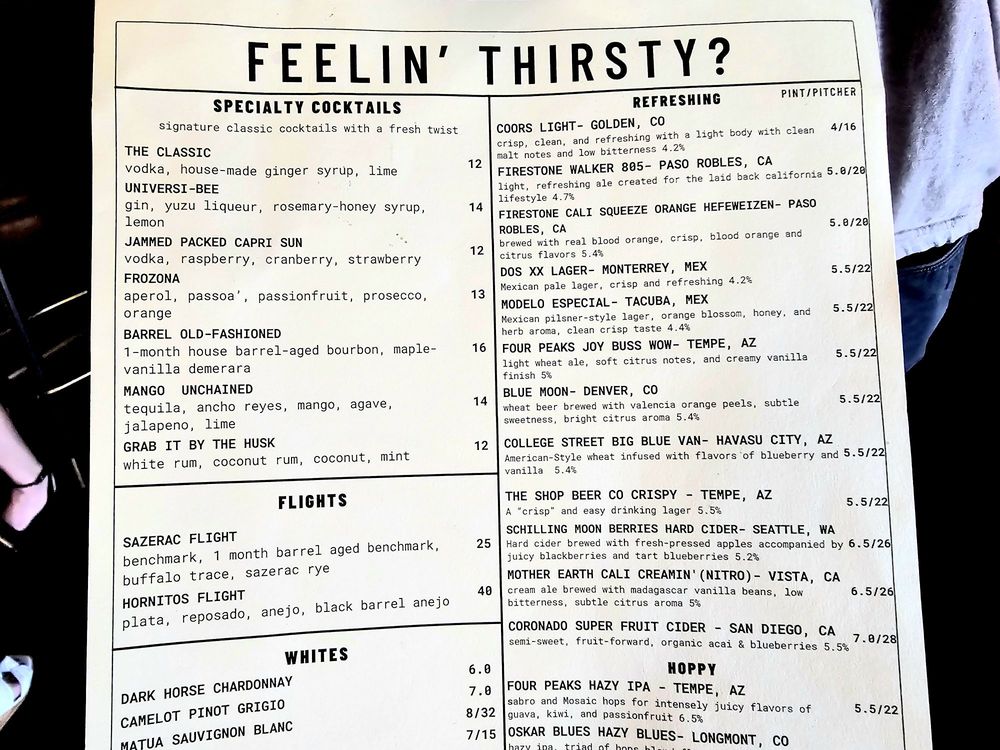 FEELIN' THIRSTY?
SPECIALTY COCKTAILS
signature classic cocktails with a fresh twist
THE CLASSIC
vodka, house-made ginger syrup, lime 12
UNIVERSI-BEE
gin, yuzu liqueur, rosemary-honey syrup, 14
lemon
JAMMED PACKED CAPRI SUN
vodka, raspberry, cranberry, strawberry 12
FROZONA
aperol, passoa', passionfruit, prosecco, 13
orange
BARREL OLD-FASHIONED
1-month house barrel-aged bourbon, maple- 16
vanilla demerara
MANGO UNCHAINED
tequila, ancho reyes, mango, agave, 14
jalapeno, lime
GRAB IT BY THE HUSK 12
white rum, coconut rum, coconut, mint
FLIGHTS
SAZERAC FLIGHT
benchmark, 1 month barrel aged benchmark, 25
buffalo trace, sazerac rye
HORNITOS FLIGHT 40
plata, reposado, anejo, black barrel anejo
WHITES
6.0
DARK HORSE CHARDONNAY 7.0
CAMELOT PINOT GRIGIO 8/32
MATUA SAUVIGNON BLANC 7/15
REFRESHING PINT/PITCHER
COORS LIGHT- GOLDEN, CO
crisp, clean, and refreshing with a light body with clean 4/16
malt notes and low bitterness 4.2%
FIRESTONE WALKER 805- PASO ROBLES, CA
light, refreshing ale created for the laid back california 5.0/20
lifestyle 4.7%
FIRESTONE CALI SQUEEZE ORANGE HEFEWEIZEN- PASO
ROBLES, CA 5.0/20
brewed with real blood orange, crisp, blood orange and
citrus flavors 5.4%
DOS XX LAGER- MONTERREY, MEX 5.5/22
Mexican pale lager, crisp and refreshing 4.2%
MODELO ESPECIAL- TACUBA, MEX
Mexican pilsner-style lager, orange blossom, honey, and 5.5/22
herb aroma, clean crisp taste 4.4%
FOUR PEAKS JOY BUSS WOW- TEMPE, AZ
light wheat ale, soft citrus notes, and creamy vanilla 5.5/22
finish 5%
BLUE MOON- DENVER, CO
wheat beer brewed with valencia orange peels, subtle 5.5/22
sweetness, bright citrus aroma 5.4%
COLLEGE STREET BIG BLUE VAN- HAVASU CITY, AZ
American-Style wheat infused with flavors of blueberry and 5.5/22
vanilla 5.4%
THE SHOP BEER CO CRISPY - TEMPE, AZ
A "crisp" and easy drinking lager 5.5% 5.5/22
SCHILLING MOON BERRIES HARD CIDER- SEATTLE, WA
Hard cider brewed with fresh-pressed apples accompanied by 6.5/26
juicy blackberries and tart blueberries 5.2%
MOTHER EARTH CALI CREAMIN'(NITRO)- VISTA, CA
cream ale brewed with madagascar vanilla beans, low 6.5/26
bitterness, subtle citrus aroma 5%
CORONADO SUPER FRUIT CIDER - SAN DIEGO, CA
semi-sweet, fruit-forward, organic acai & blueberries 5.5% 7.0/28
HOPPY
FOUR PEAKS HAZY IPA - TEMPE, AZ
sabro and Mosaic hops for intensely juicy flavors of 5.5/22
guava, kiwi, and passionfruit 6.5%
OSKAR BLUES HAZY BLUES- LONGMONT, CO
hazy ipa, triad of hops